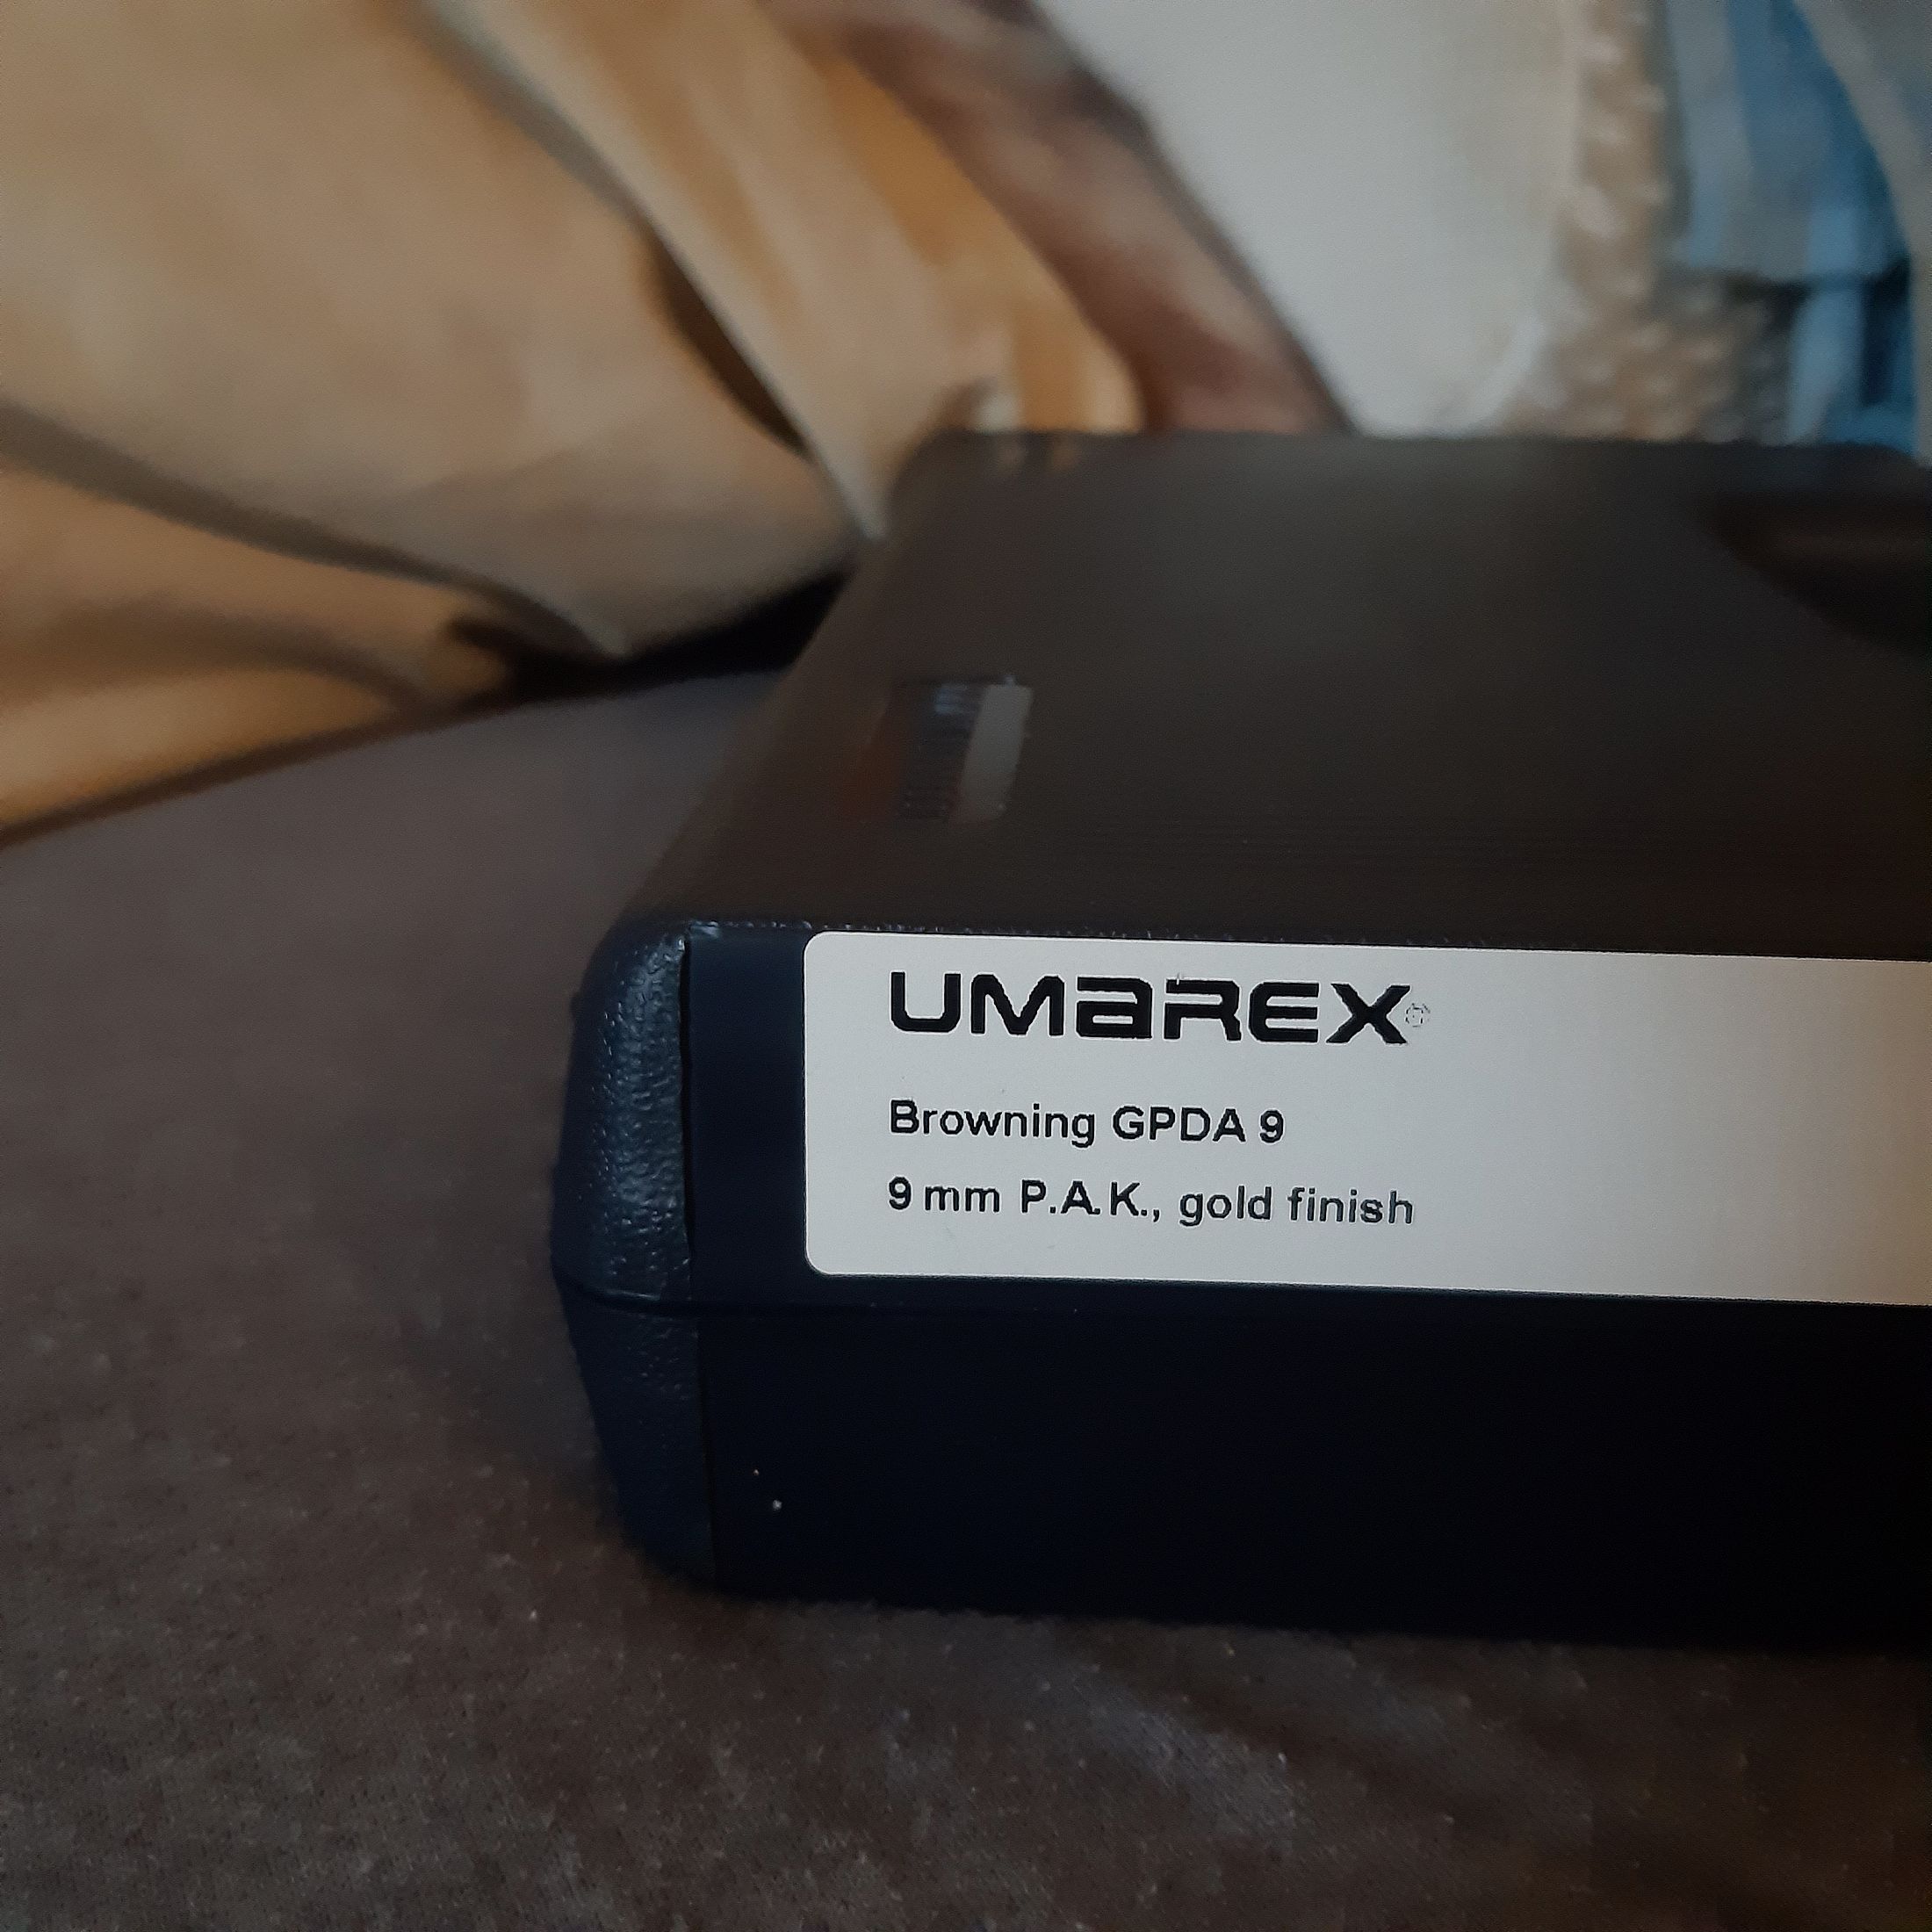 UMAREX®
Browning GPDA 9
9 mm P.A.K., gold finish